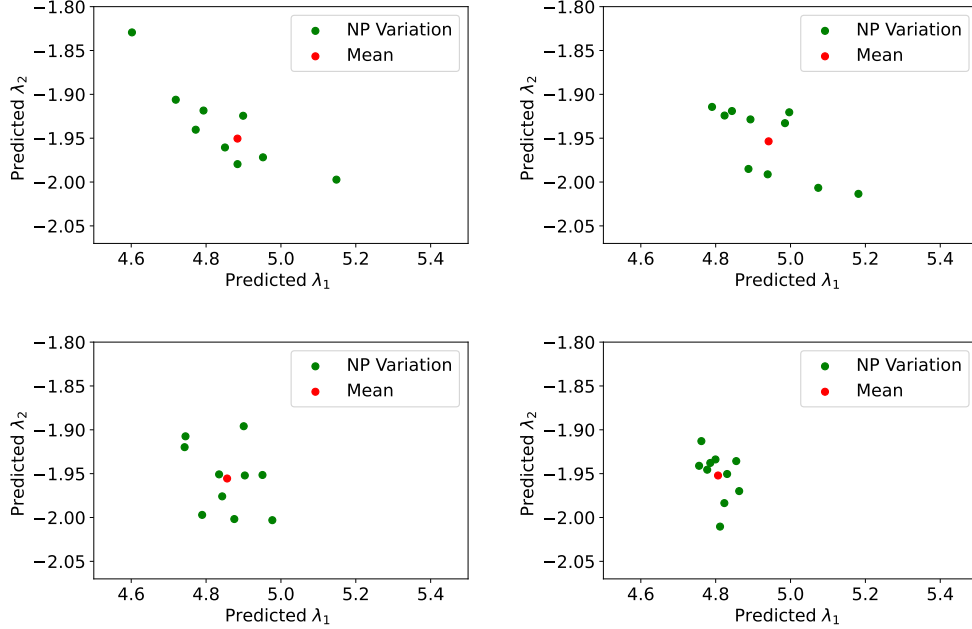 −1.80
−1.85
−1.90
−1.95
−2.00
−2.05
Predicted λ₂
NP Variation
Mean
4.6 4.8 5.0 5.2 5.4
Predicted λ₁
−1.80
−1.85
−1.90
−1.95
−2.00
−2.05
Predicted λ₂
NP Variation
Mean
4.6 4.8 5.0 5.2 5.4
Predicted λ₁
−1.80
−1.85
−1.90
−1.95
−2.00
−2.05
Predicted λ₂
NP Variation
Mean
4.6 4.8 5.0 5.2 5.4
Predicted λ₁
−1.80
−1.85
−1.90
−1.95
−2.00
−2.05
Predicted λ₂
NP Variation
Mean
4.6 4.8 5.0 5.2 5.4
Predicted λ₁